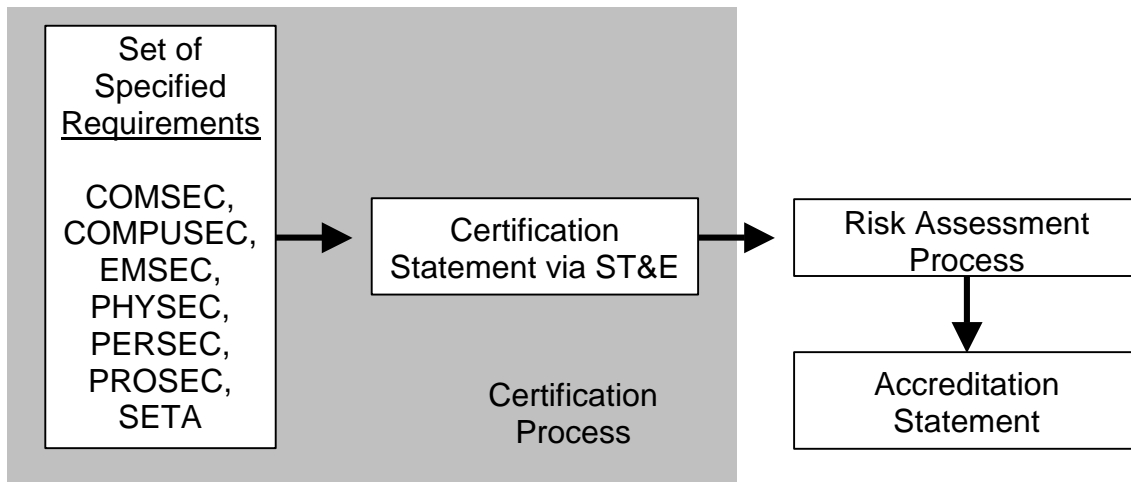 Set of
Specified
Requirements
COMSEC,
COMPUSEC,
EMSEC,
PHYSEC,
PERSEC,
PROSEC,
SETA
Certification
Statement via ST&E
Certification
Process
Risk Assessment
Process
Accreditation
Statement